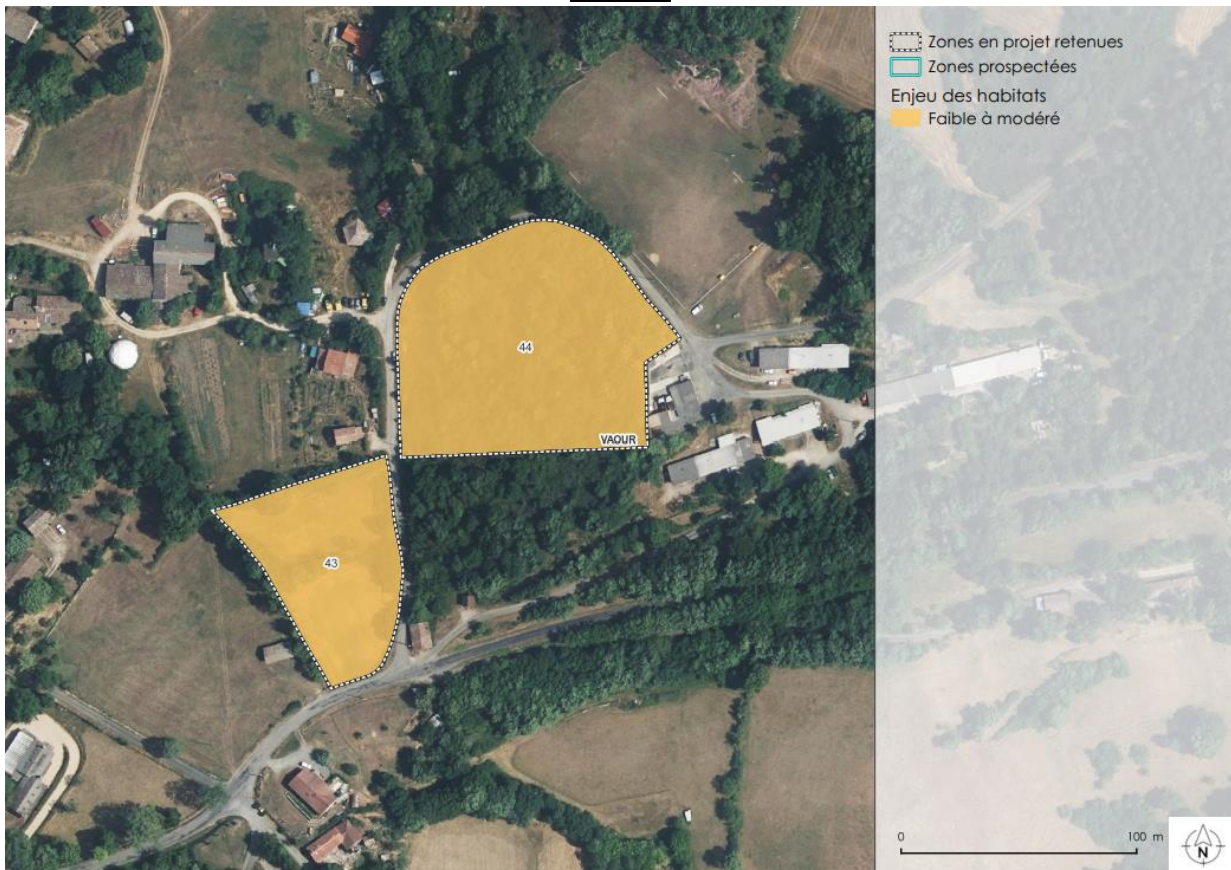 Zones en projet retenues
Zones prospectées
Enjeu des habitats
Faible à modéré
44
VAOUR
43
0 100 m
N